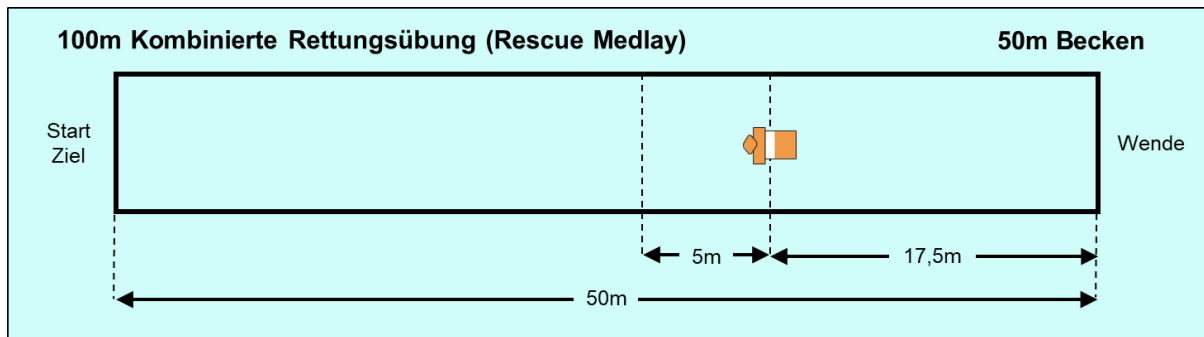 100m Kombinierte Rettungsübung (Rescue Medlay)
50m Becken
Start
Ziel
Wende
5m
17,5m
50m